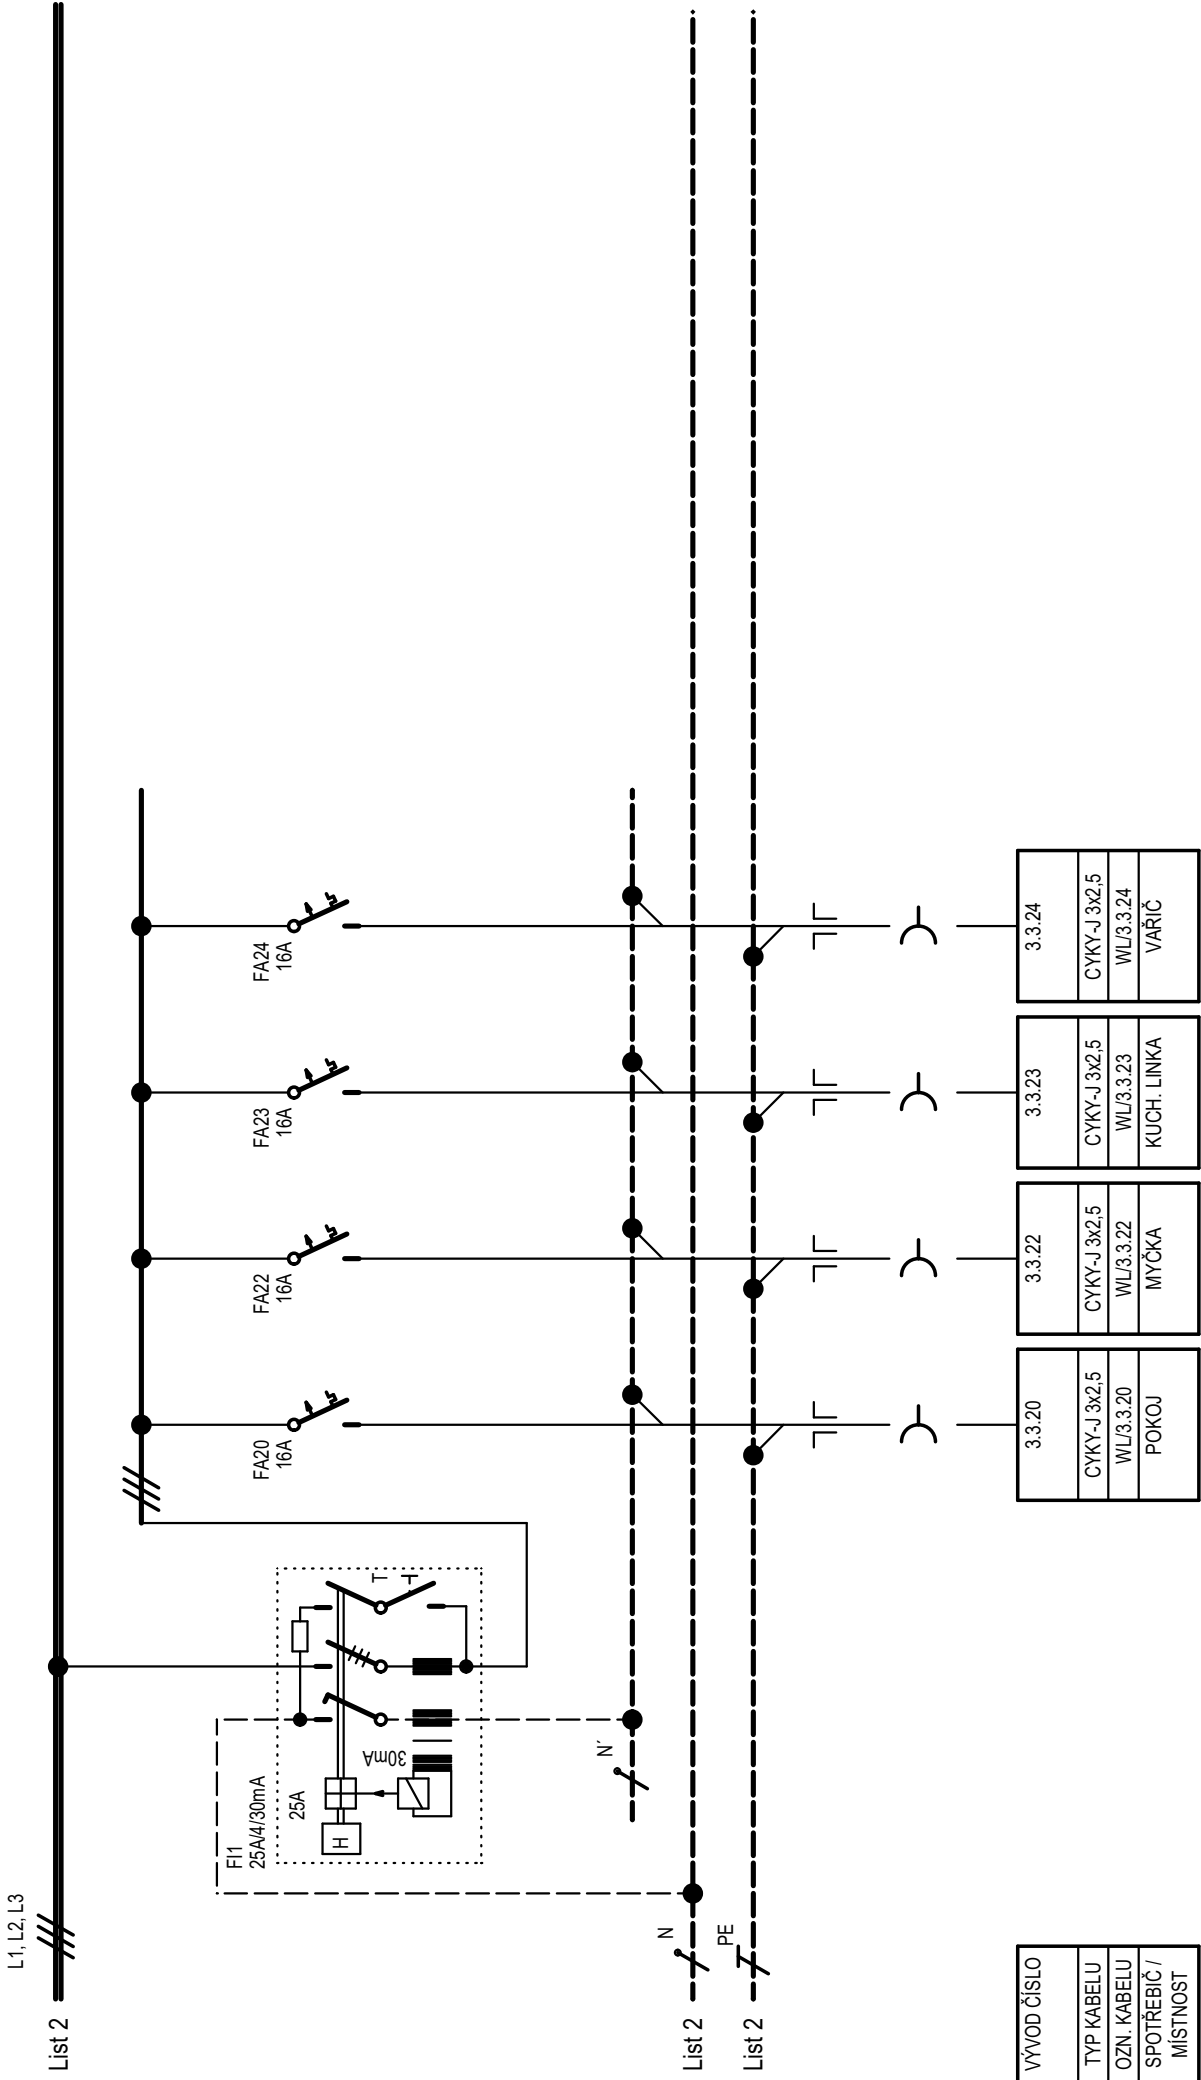 L1, L2, L3
List 2
FI1
25A/4/30mA
25A
H
30mA
T
FA20
16A
FA22
16A
FA23
16A
FA24
16A
N´
N
List 2
PE
List 2
VÝVOD ČÍSLO
TYP KABELU
OZN. KABELU
SPOTŘEBIČ /
MÍSTNOST
3.3.20
CYKY-J 3x2,5
WL/3.3.20
POKOJ
3.3.22
CYKY-J 3x2,5
WL/3.3.22
MYČKA
3.3.23
CYKY-J 3x2,5
WL/3.3.23
KUCH. LINKA
3.3.24
CYKY-J 3x2,5
WL/3.3.24
VAŘIČ